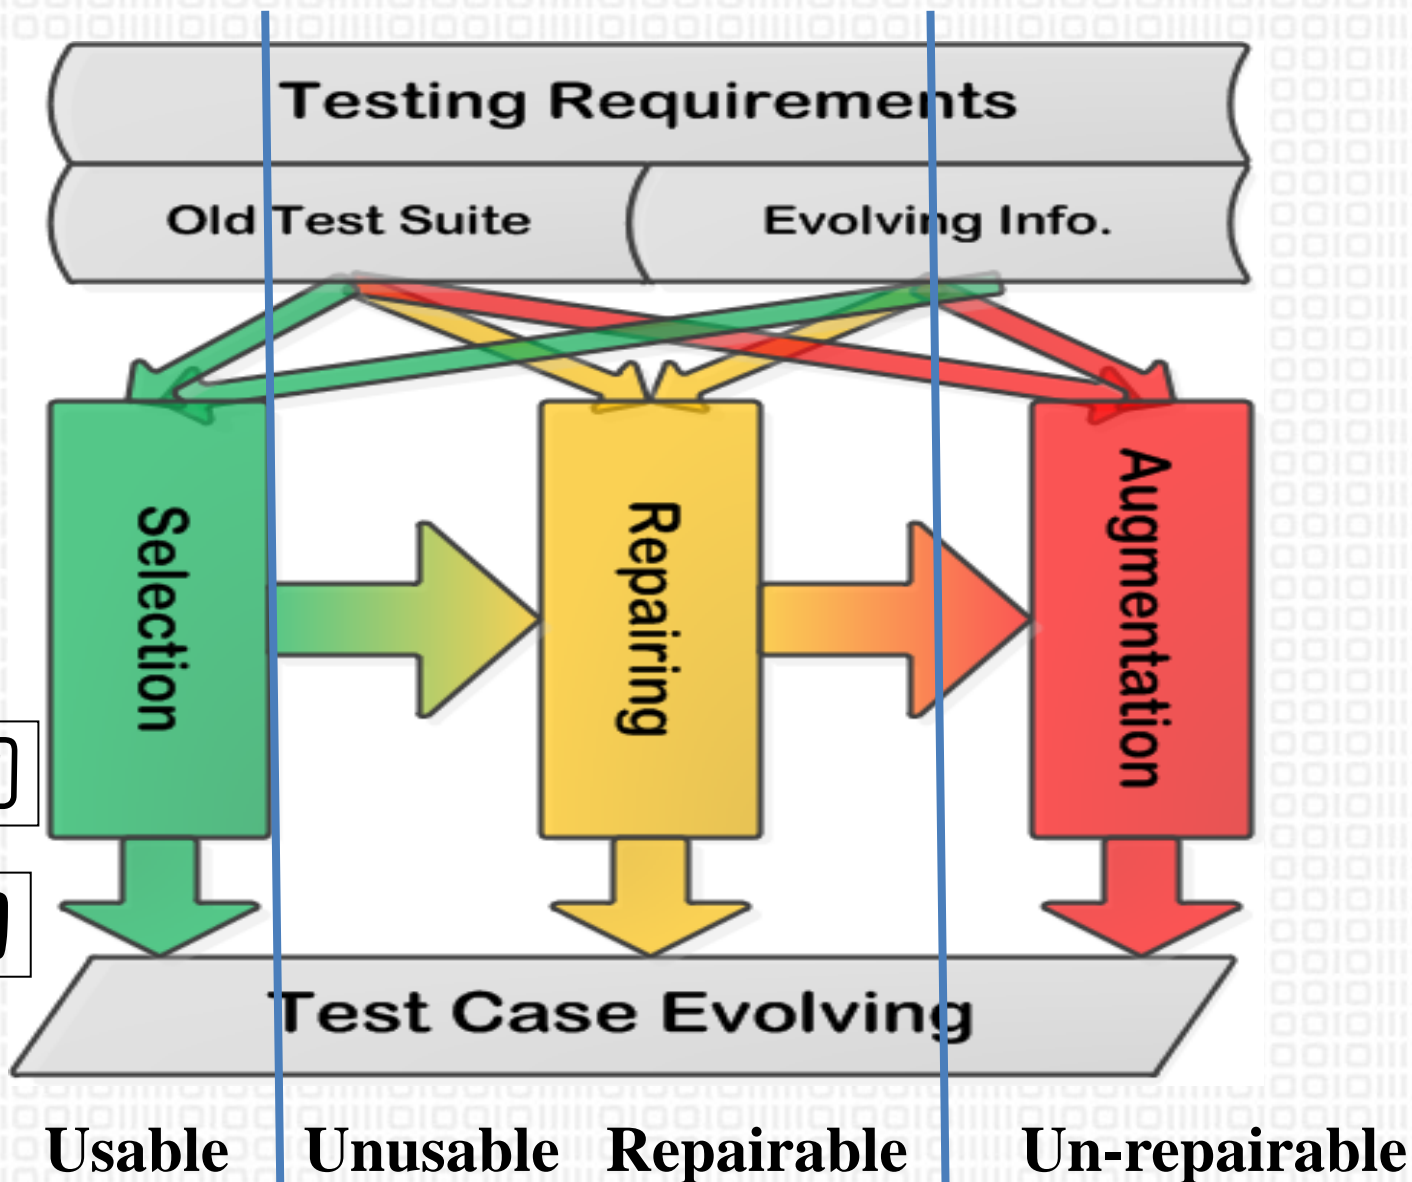 Testing Requirements
Old Test Suite
Evolving Info.
Selection
Repairing
Augmentation
Test Case Evolving
Usable Unusable Repairable Un-repairable